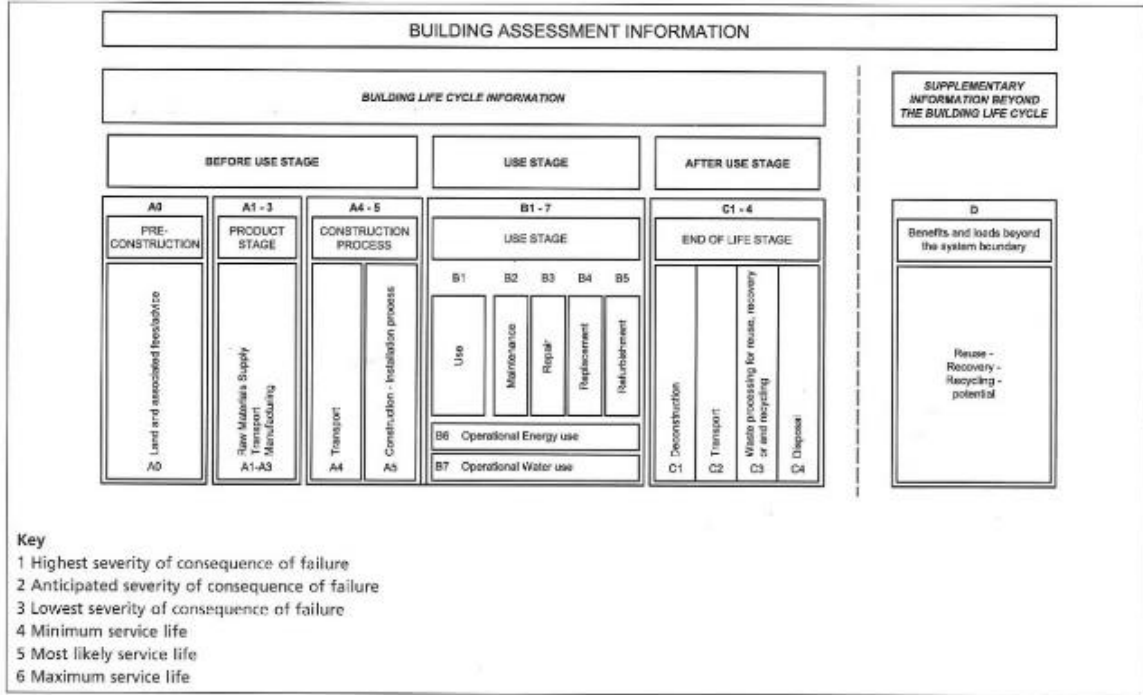 BUILDING ASSESSMENT INFORMATION
BUILDING LIFE CYCLE INFORMATION
SUPPLEMENTARY
INFORMATION BEYOND
THE BUILDING LIFE CYCLE
BEFORE USE STAGE
USE STAGE
AFTER USE STAGE
A0
PRE-
CONSTRUCTION
Land and associated fees/advice
A0
A1 - 3
PRODUCT
STAGE
Raw Materials Supply
Transport
Manufacturing
A1-A3
A4 - 5
CONSTRUCTION
PROCESS
Transport
A4
Construction - Installation process
A5
B1 - 7
USE STAGE
B1
Use
B2
Maintenance
B3
Repair
B4
Replacement
B5
Refurbishment
B6 Operational Energy use
B7 Operational Water use
C1 - 4
END OF LIFE STAGE
Deconstruction
C1
Transport
C2
Waste processing for reuse, recovery
or and recycling
C3
Disposal
C4
D
Benefits and loads beyond
the system boundary
Reuse -
Recovery -
Recycling -
potential
Key
1 Highest severity of consequence of failure
2 Anticipated severity of consequence of failure
3 Lowest severity of consequence of failure
4 Minimum service life
5 Most likely service life
6 Maximum service life